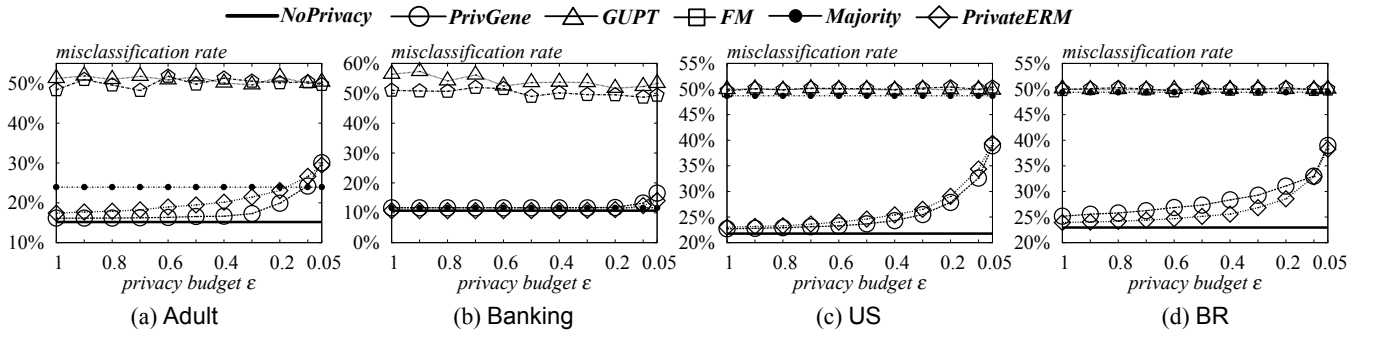 NoPrivacy PrivGene GUPT FM Majority PrivateERM
misclassification rate
50%
40%
30%
20%
10%
1 0.8 0.6 0.4 0.2 0.05
privacy budget ε
(a) Adult
misclassification rate
60%
50%
40%
30%
20%
10%
0%
1 0.8 0.6 0.4 0.2 0.05
privacy budget ε
(b) Banking
misclassification rate
50%
45%
40%
35%
30%
25%
20%
1 0.8 0.6 0.4 0.2 0.05
privacy budget ε
(c) US
misclassification rate
50%
45%
40%
35%
30%
25%
20%
1 0.8 0.6 0.4 0.2 0.05
privacy budget ε
(d) BR